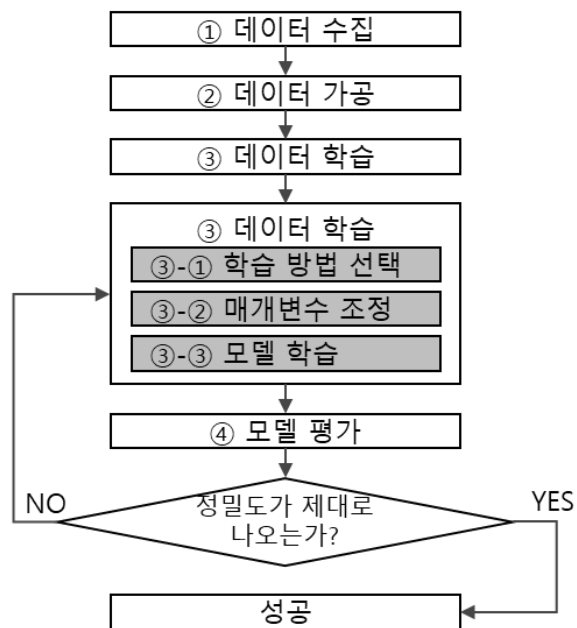 ① 데이터 수집
② 데이터 가공
③ 데이터 학습
③ 데이터 학습
③-① 학습 방법 선택
③-② 매개변수 조정
③-③ 모델 학습
④ 모델 평가
NO
정밀도가 제대로
나오는가?
YES
성공